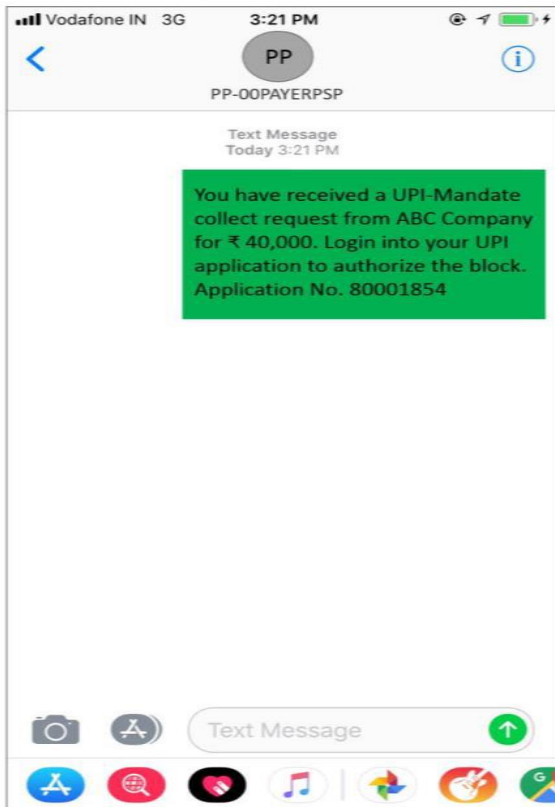 Vodafone IN 3G 3:21 PM
PP
i
PP-00PAYERPSP
Text Message
Today 3:21 PM
You have received a UPI-Mandate
collect request from ABC Company
for ₹ 40,000. Login into your UPI
application to authorize the block.
Application No. 80001854
Text Message
G